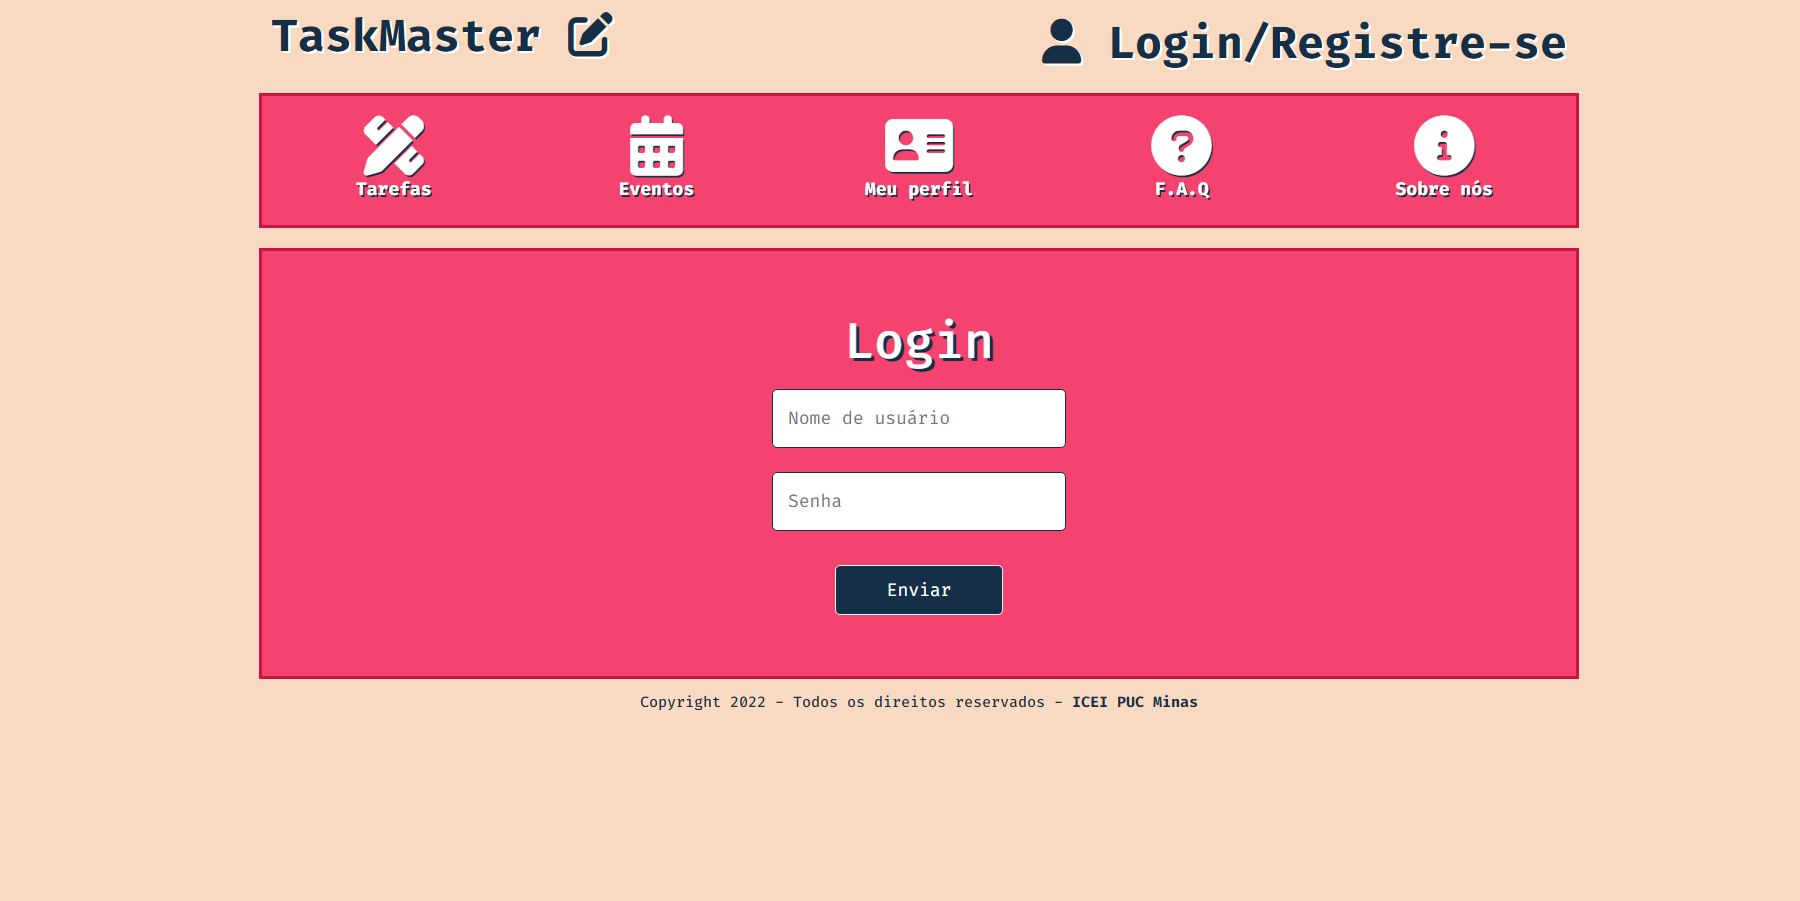 TaskMaster
Login/Registre-se
Tarefas
Eventos
Meu perfil
F.A.Q
Sobre nós
Login
Nome de usuário
Senha
Enviar
Copyright 2022 - Todos os direitos reservados - ICEI PUC Minas